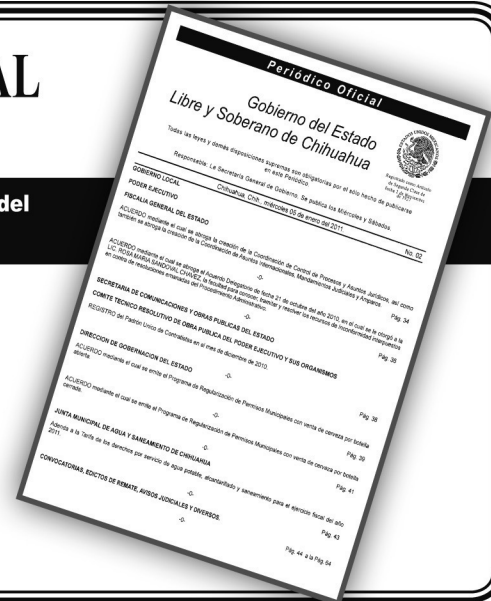 AL
del
Periódico Oficial
Gobierno del Estado
Libre y Soberano de Chihuahua
Todas las leyes y demás disposiciones supremas son obligatorias por el sólo hecho de publicarse
en este Periódico.
Responsable: La Secretaría General de Gobierno. Se publica los Miércoles y Sábados.
Chihuahua, Chih., miércoles 05 de enero del 2011.
No. 02
GOBIERNO LOCAL
PODER EJECUTIVO
FISCALIA GENERAL DEL ESTADO
ACUERDO mediante el cual se abroga la creación de la Coordinación de Control de Procesos y Asuntos Jurídicos, así como
también se abroga la creación de la Coordinación de Asuntos Internacionales, Mandamientos Judiciales y Amparos.
Pág. 34
-0-
ACUERDO mediante el cual se abroga el Acuerdo Delegatorio de fecha 21 de octubre del año 2010, en el cual se le otorgó a la
LIC. ROSA MARIA SANDOVAL CHAVEZ, la facultad para conocer, tramitar y resolver los recursos de inconformidad interpuestos
en contra de resoluciones emanadas del Procedimiento Administrativo.
Pág. 36
-0-
SECRETARIA DE COMUNICACIONES Y OBRAS PUBLICAS DEL ESTADO
COMITE TECNICO RESOLUTIVO DE OBRA PUBLICA DEL PODER EJECUTIVO Y SUS ORGANISMOS
REGISTRO del Padrón Unico de Contratistas en el mes de diciembre de 2010.
Pág. 38
-0-
DIRECCION DE GOBERNACION DEL ESTADO
ACUERDO mediante el cual se emite el Programa de Regularización de Permisos Municipales con venta de cerveza por botella
abierta.
Pág. 39
-0-
ACUERDO mediante el cual se emite el Programa de Regularización de Permisos Municipales con venta de cerveza por botella
cerrada.
Pág. 41
-0-
JUNTA MUNICIPAL DE AGUA Y SANEAMIENTO DE CHIHUAHUA
Adenda a la Tarifa de los derechos por servicio de agua potable, alcantarillado y saneamiento para el ejercicio fiscal del año
2011.
Pág. 43
-0-
CONVOCATORIAS, EDICTOS DE REMATE, AVISOS JUDICIALES Y DIVERSOS.
Pág. 44 a la Pág. 64
-0-